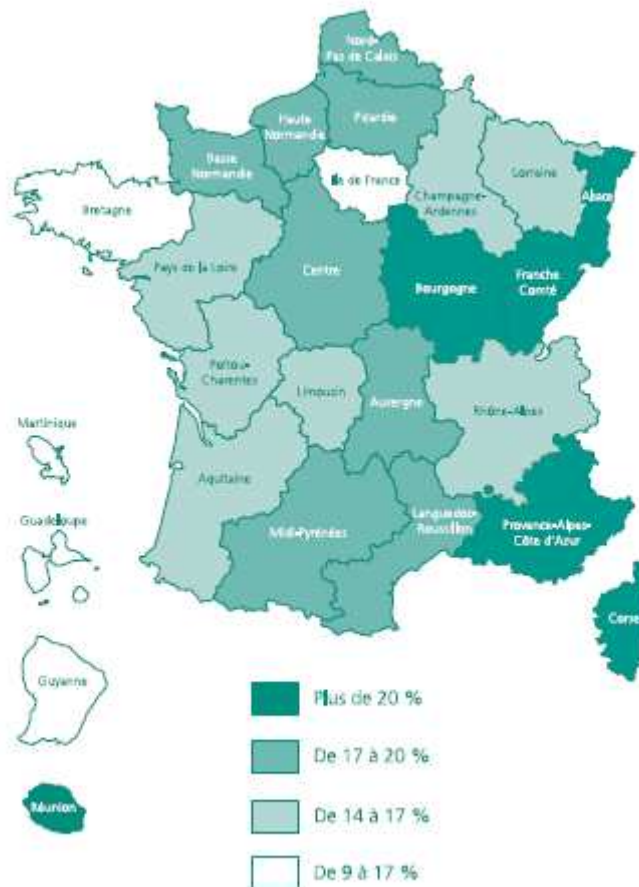 Nord-
Pas de Calais
Haute
Normandie
Picardie
Basse
Normandie
Ile de France
Champagne-
Ardennes
Lorraine
Alsace
Bretagne
Pays de la Loire
Centre
Bourgogne
Franche
Comté
Poitou-
Charentes
Limousin
Auvergne
Rhône-Alpes
Martinique
Aquitaine
Guadeloupe
Midi-Pyrénées
Languedoc-
Roussillon
Provence-Alpes-
Côte d'Azur
Corse
Guyanne
Réunion
Plus de 20 %
De 17 à 20 %
De 14 à 17 %
De 9 à 17 %